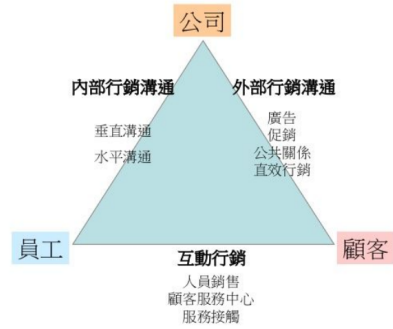 公司
內部行銷溝通
外部行銷溝通
垂直溝通
水平溝通
廣告
促銷
公共關係
直效行銷
員工
顧客
互動行銷
人員銷售
顧客服務中心
服務接觸